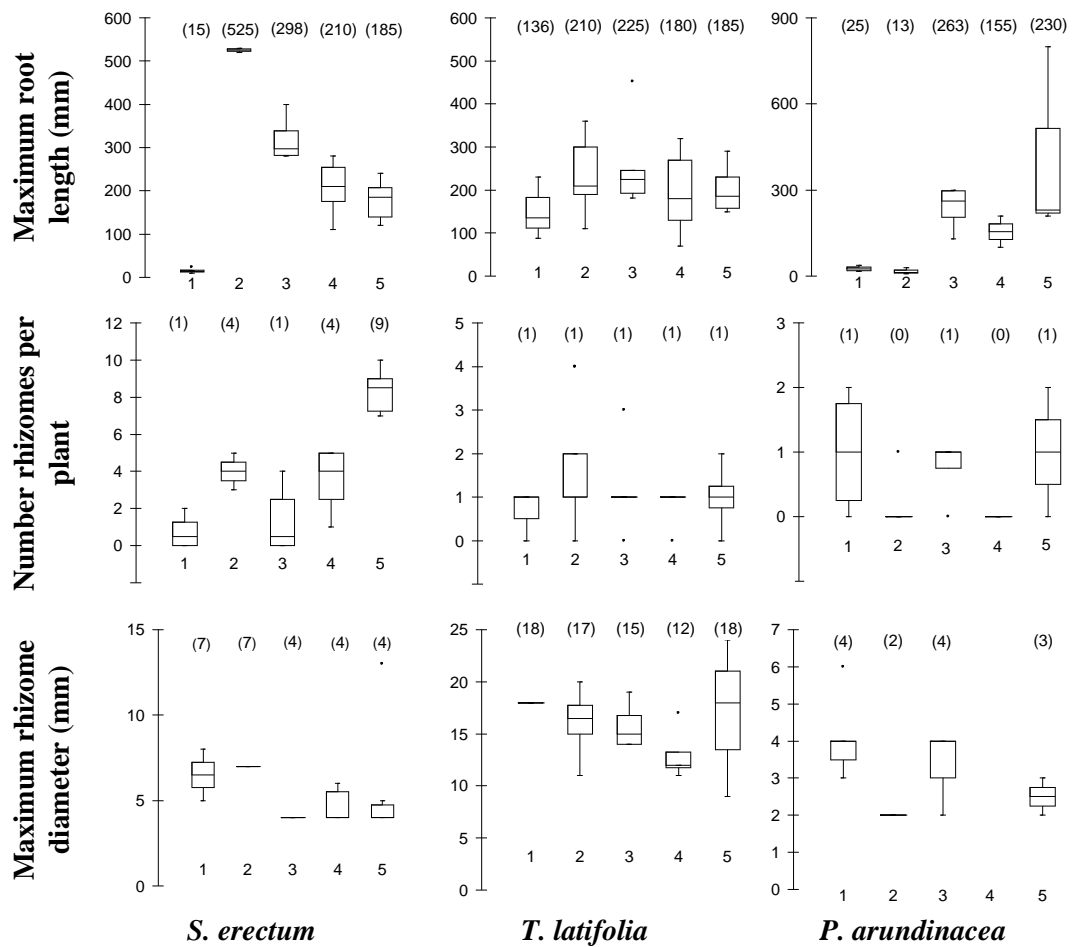 Maximum root
length (mm)
600
500
400
300
200
100
0
(15) (525) (298) (210) (185)
1 2 3 4 5
600
500
400
300
200
100
0
(136) (210) (225) (180) (185)
1 2 3 4 5
900
600
300
0
(25) (13) (263) (155) (230)
1 2 3 4 5
Number rhizomes per
plant
12
10
8
6
4
2
0
(1) (4) (1) (4) (9)
1 2 3 4 5
5
4
3
2
1
0
(1) (1) (1) (1) (1)
1 2 3 4 5
3
2
1
0
(1) (0) (1) (0) (1)
1 2 3 4 5
Maximum rhizome
diameter (mm)
15
10
5
0
(7) (7) (4) (4) (4)
1 2 3 4 5
25
20
15
10
5
0
(18) (17) (15) (12) (18)
1 2 3 4 5
7
6
5
4
3
2
1
0
(4) (2) (4) (3)
1 2 3 4 5
S. erectum T. latifolia P. arundinacea